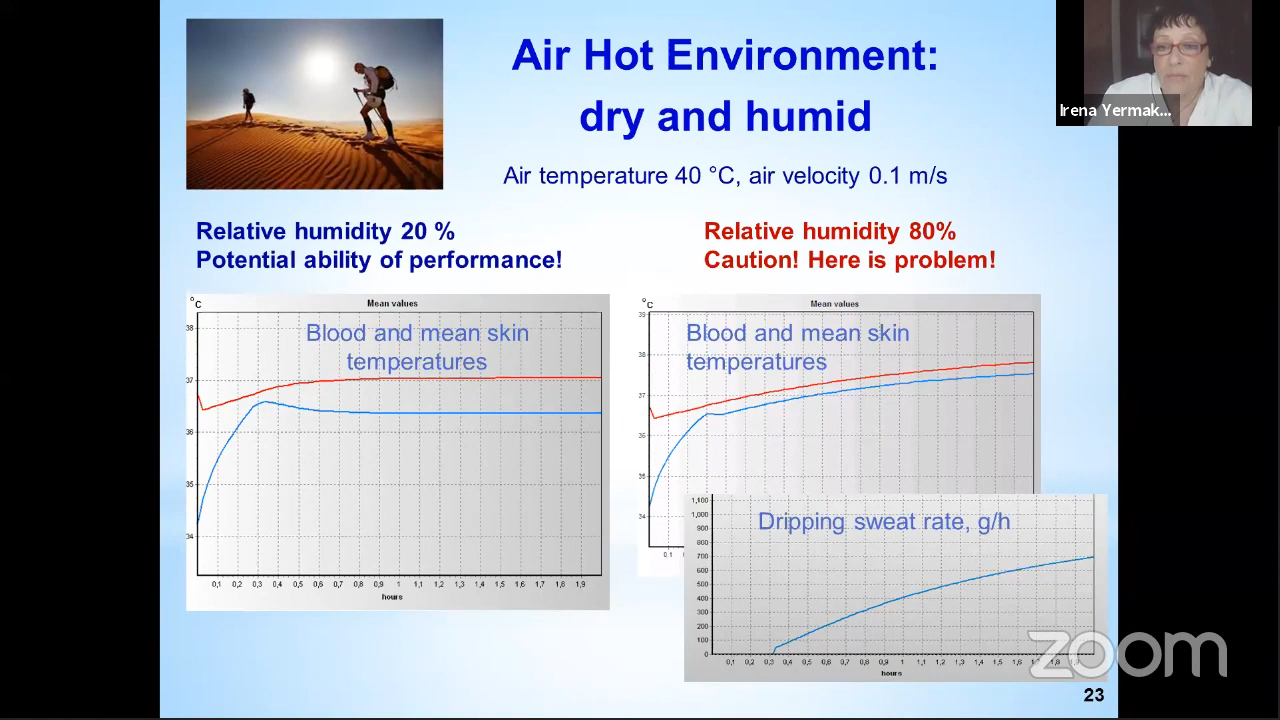 Air Hot Environment:
dry and humid
Irena Yermak...
Air temperature 40 °C, air velocity 0.1 m/s
Relative humidity 20 %
Potential ability of performance!
Relative humidity 80%
Caution! Here is problem!
°C
Mean values
Blood and mean skin
temperatures
38
37
36
35
34
0,1 0,2 0,3 0,4 0,5 0,6 0,7 0,8 0,9 1 1,1 1,2 1,3 1,4 1,5 1,6 1,7 1,8 1,9
hours
°C
Mean values
Blood and mean skin
temperatures
39
38
37
36
35
34
0.1
Dripping sweat rate, g/h
1,100
1,000
900
800
700
600
500
400
300
200
100
0
0,1 0,2 0,3 0,4 0,5 0,6 0,7 0,8 0,9 1 1,1 1,2 1,3 1,4 1,5 1,6 1,7 1,8 1,9
hours
zoom
23